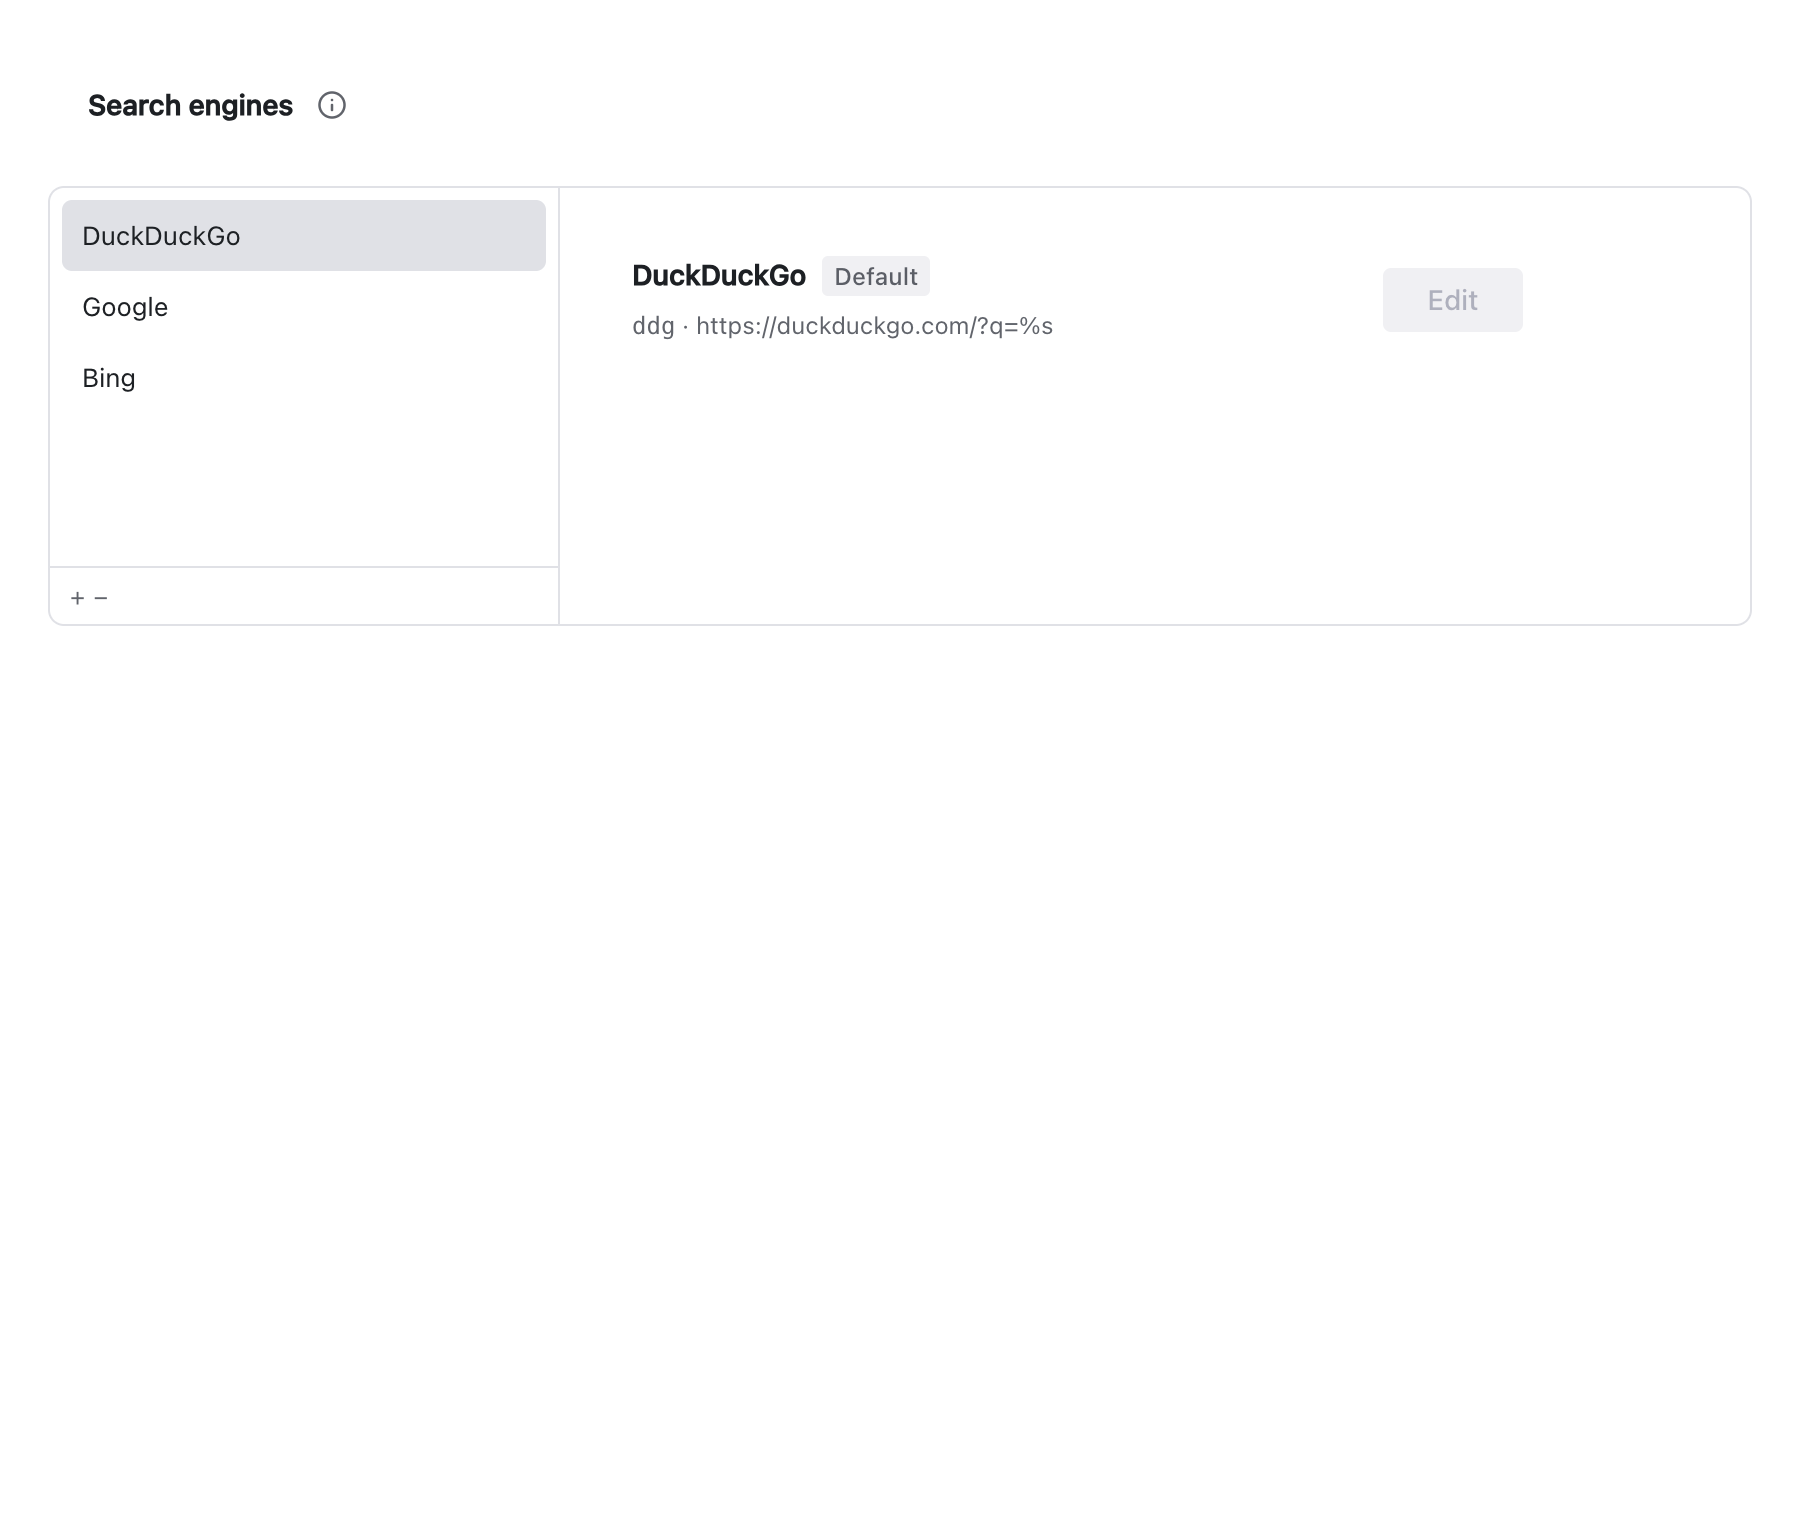 Search engines
DuckDuckGo
Google
Bing
+ −
DuckDuckGo Default
ddg · https://duckduckgo.com/?q=%s
Edit